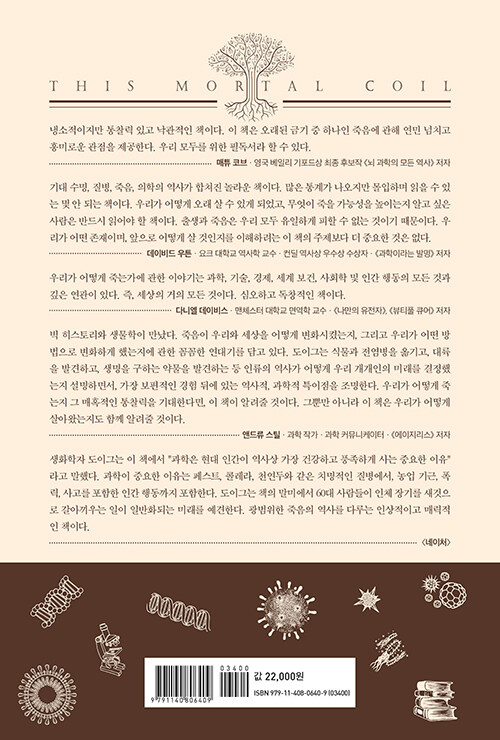 THIS MORTAL COIL
냉소적이지만 통찰력 있고 낙관적인 책이다. 이 책은 오래된 금기 중 하나인 죽음에 관해 연민 넘치고
흥미로운 관점을 제공한다. 우리 모두를 위한 필독서라 할 수 있다.
매튜 코브 · 영국 베일리 기포드상 최종 후보작 《뇌 과학의 모든 역사》 저자
기대 수명, 질병, 죽음, 의학의 역사가 합쳐진 놀라운 책이다. 많은 통계가 나오지만 몰입하며 읽을 수 있
는 몇 안 되는 책이다. 우리가 어떻게 오래 살 수 있게 되었고, 무엇이 죽을 가능성을 높이는지 알고 싶은
사람은 반드시 읽어야 할 책이다. 출생과 죽음은 우리 모두 유일하게 피할 수 없는 것이기 때문이다. 우
리가 어떤 존재이며, 앞으로 어떻게 살 것인지를 이해하려는 이 책의 주제보다 더 중요한 것은 없다.
데이비드 우튼 · 요크 대학교 역사학 교수 · 컨딜 역사상 우수상 수상자 · 《과학이라는 발명》 저자
우리가 어떻게 죽는가에 관한 이야기는 과학, 기술, 경제, 세계 보건, 사회학 및 인간 행동의 모든 것과
깊은 연관이 있다. 즉, 세상의 거의 모든 것이다. 심오하고 독창적인 책이다.
다니엘 데이비스 · 맨체스터 대학교 면역학 교수 · 《나만의 유전자》, 《뷰티풀 큐어》 저자
빅 히스토리와 생물학이 만났다. 죽음이 우리와 세상을 어떻게 변화시켰는지, 그리고 우리가 어떤 방
법으로 변화하게 했는지에 관한 꼼꼼한 연대기를 담고 있다. 도이그는 식물과 전염병을 옮기고, 대륙
을 발견하고, 생명을 구하는 약물을 발견하는 등 인류의 역사가 어떻게 우리 개개인의 미래를 결정했
는지 설명하면서, 가장 보편적인 경험 뒤에 있는 역사적, 과학적 특이점을 조명한다. 우리가 어떻게 죽
는지 그 매혹적인 통찰력을 기대한다면, 이 책이 알려줄 것이다. 그뿐만 아니라 이 책은 우리가 어떻게
살아왔는지도 함께 알려줄 것이다.
앤드류 스틸 · 과학 작가 · 과학 커뮤니케이터 · 《에이지리스》 저자
생화학자 도이그는 이 책에서 "과학은 현대 인간이 역사상 가장 건강하고 풍족하게 사는 중요한 이유"
라고 말했다. 과학이 중요한 이유는 페스트, 콜레라, 천연두와 같은 치명적인 질병에서, 농업 기근, 폭
력, 사고를 포함한 인간 행동까지 포함한다. 도이그는 책의 말미에서 60대 사람들이 인체 장기를 새것으
로 갈아끼우는 일이 일반화되는 미래를 예견한다. 광범위한 죽음의 역사를 다루는 인상적이고 매력적
인 책이다.
《네이처》
03400
9791140806409
값 22,000원
ISBN 979-11-408-0640-9 (03400)